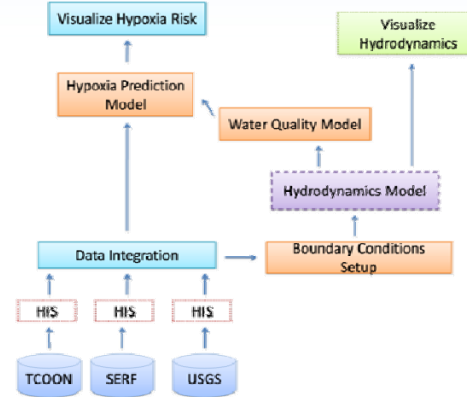 Visualize Hypoxia Risk
Visualize
Hydrodynamics
Hypoxia Prediction
Model
Water Quality Model
Hydrodynamics Model
Data Integration
Boundary Conditions
Setup
HIS
HIS
HIS
TCOON
SERF
USGS